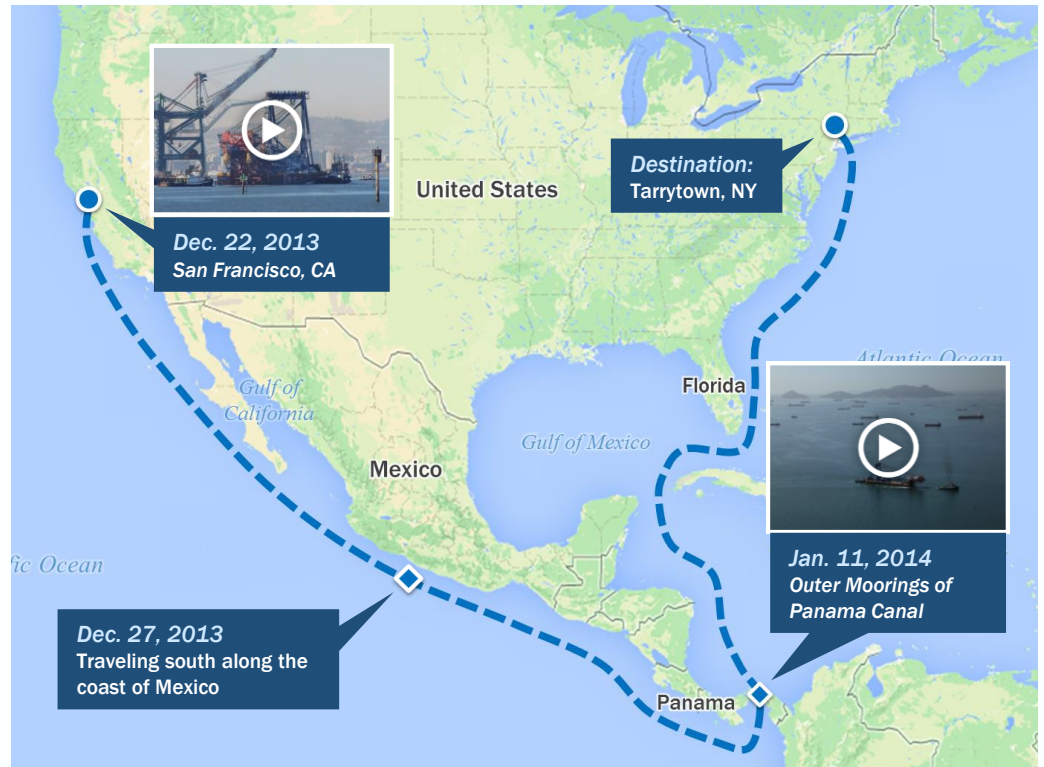 United States
Destination:
Tarrytown, NY
Dec. 22, 2013
San Francisco, CA
Gulf of
California
Florida
Atlantic Ocean
Gulf of Mexico
Mexico
fic Ocean
Jan. 11, 2014
Outer Moorings of
Panama Canal
Dec. 27, 2013
Traveling south along the
coast of Mexico
Panama